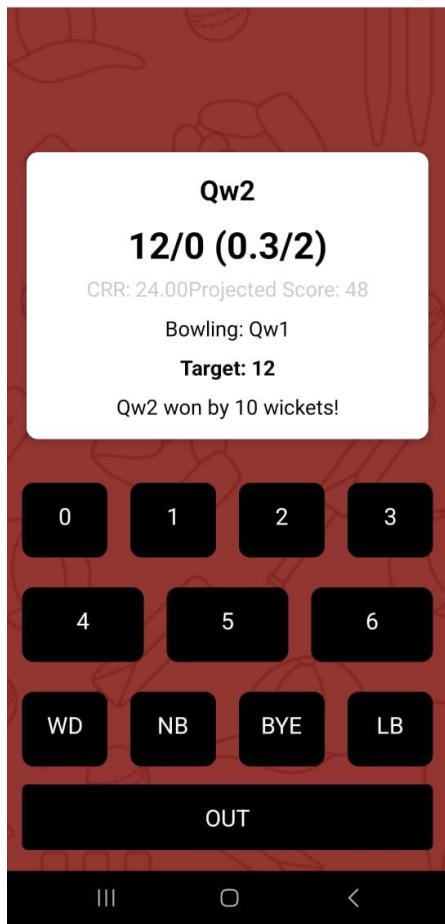 Qw2
12/0 (0.3/2)
CRR: 24.00Projected Score: 48
Bowling: Qw1
Target: 12
Qw2 won by 10 wickets!
0 1 2 3
4 5 6
WD NB BYE LB
OUT